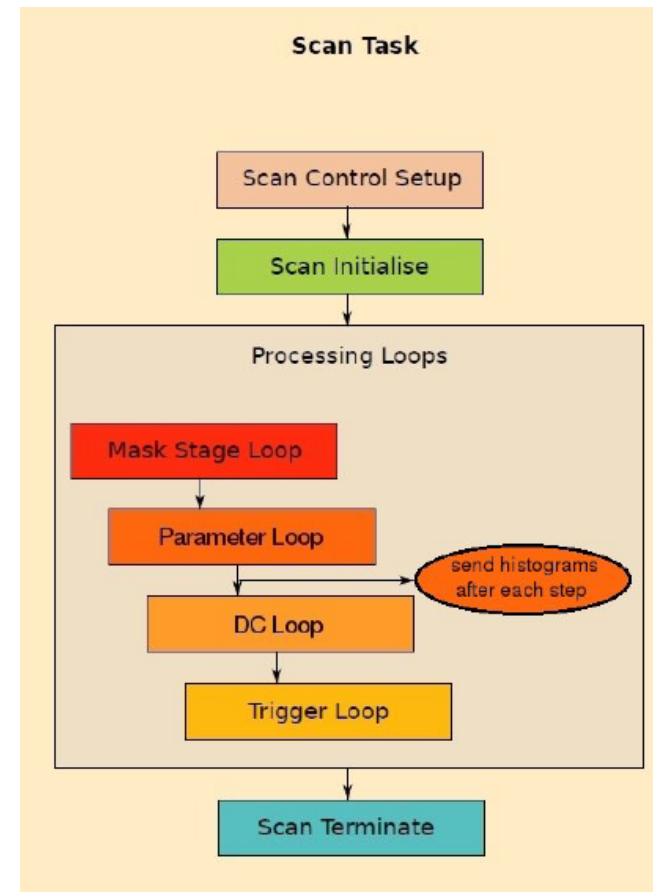 Scan Task
Scan Control Setup
Scan Initialise
Processing Loops
Mask Stage Loop
Parameter Loop
send histograms
after each step
DC Loop
Trigger Loop
Scan Terminate